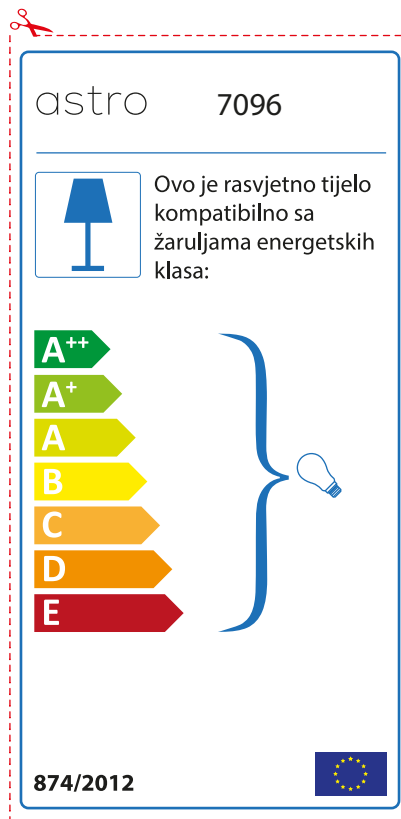 astro 7096
Ovo je rasvjetno tijelo
kompatibilno sa
žaruljama energetskih
klasa:
A++
A+
A
B
C
D
E
874/2012